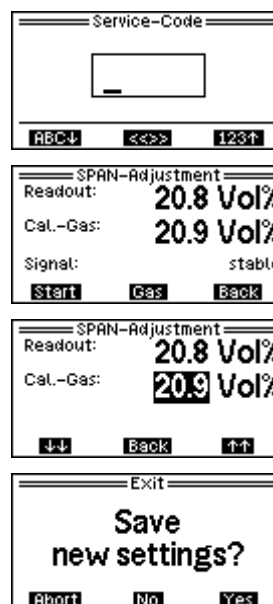 Service-Code
_
ABC↓ <<>> 123↑
SPAN-Adjustment
Readout: 20.8 Vol%
Cal.-Gas: 20.9 Vol%
Signal: stable
Start Gas Back
SPAN-Adjustment
Readout: 20.8 Vol%
Cal.-Gas: 20.9 Vol%
↓↓ Back ↑↑
Exit
Save
new settings?
Abort No Yes